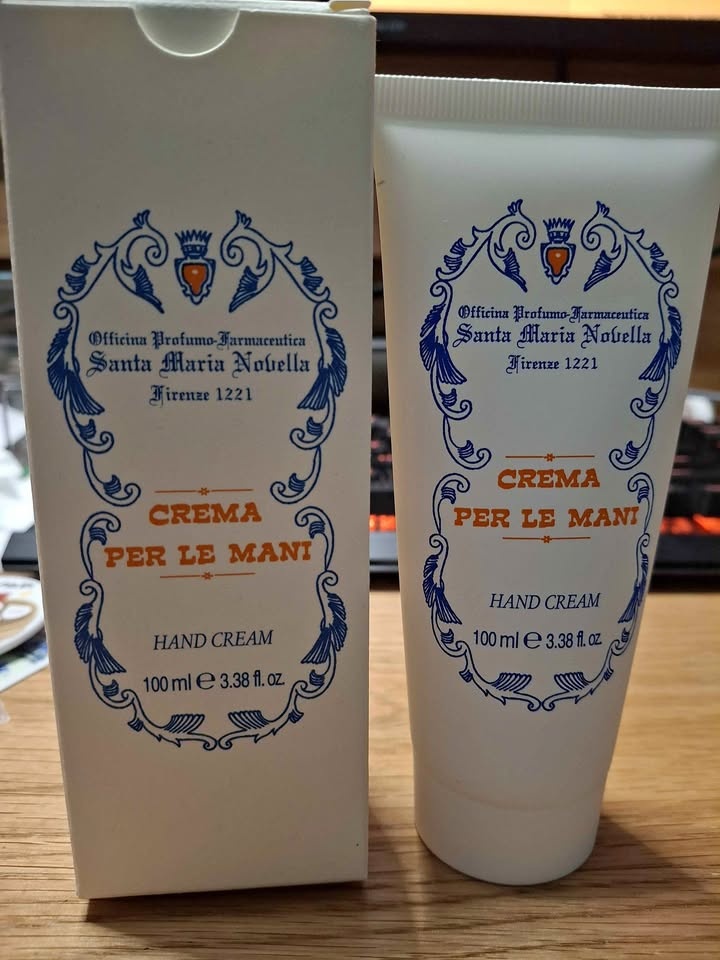 Officina Profumo-Farmaceutica
Santa Maria Novella
Firenze 1221
CREMA
PER LE MANI
HAND CREAM
100 ml ℮ 3.38 fl. oz.
Officina Profumo-Farmaceutica
Santa Maria Novella
Firenze 1221
CREMA
PER LE MANI
HAND CREAM
100 ml ℮ 3.38 fl. oz.